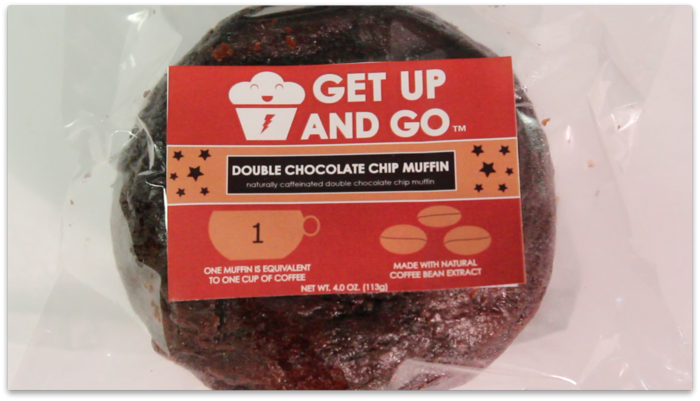 GET UP
AND GO™
DOUBLE CHOCOLATE CHIP MUFFIN
naturally caffeinated double chocolate chip muffin
1
ONE MUFFIN IS EQUIVALENT
TO ONE CUP OF COFFEE
MADE WITH NATURAL
COFFEE BEAN EXTRACT
NET WT. 4.0 OZ. (113g)